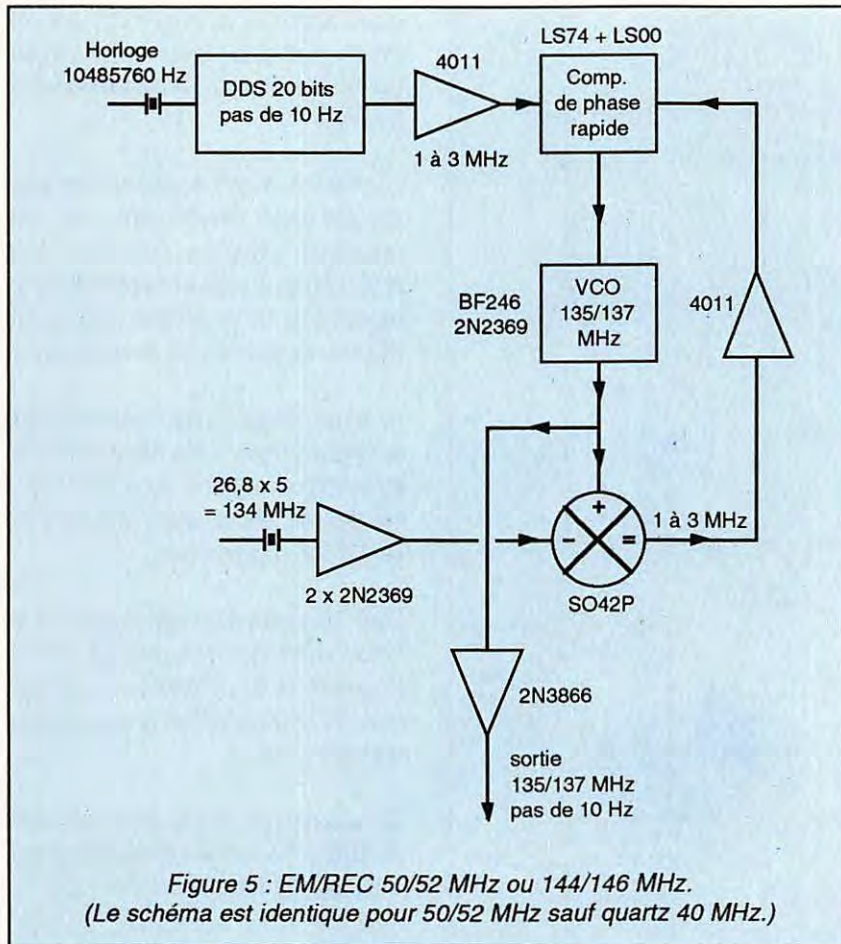 Horloge
10485760 Hz
DDS 20 bits
pas de 10 Hz
4011
1 à 3 MHz
LS74 + LS00
Comp.
de phase
rapide
BF246
2N2369
VCO
135/137
MHz
4011
26,8 x 5
= 134 MHz
2 x 2N2369
+
-
=
1 à 3 MHz
SO42P
2N3866
sortie
135/137 MHz
pas de 10 Hz
Figure 5 : EM/REC 50/52 MHz ou 144/146 MHz.
(Le schéma est identique pour 50/52 MHz sauf quartz 40 MHz.)